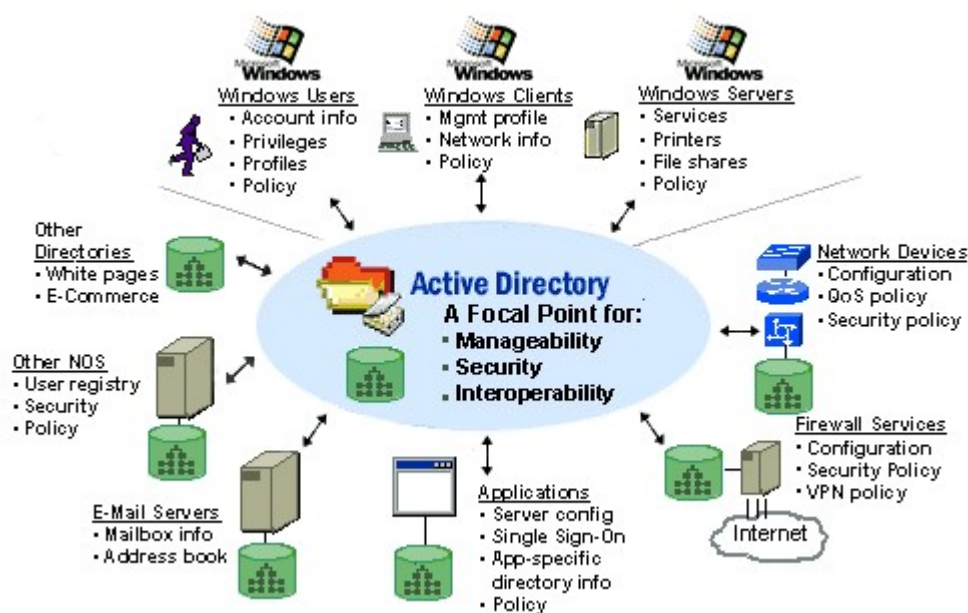 Microsoft
Windows
Windows Users
• Account info
• Privileges
• Profiles
• Policy
Microsoft
Windows
Windows Clients
• Mgmt profile
• Network info
• Policy
Microsoft
Windows
Windows Servers
• Services
• Printers
• File shares
• Policy
Other
Directories
• White pages
• E-Commerce
Active Directory
A Focal Point for:
▪ Manageability
▪ Security
▪ Interoperability
Network Devices
• Configuration
• QoS policy
• Security policy
Other NOS
• User registry
• Security
• Policy
Firewall Services
• Configuration
• Security Policy
• VPN policy
Internet
E-Mail Servers
• Mailbox info
• Address book
Applications
• Server config
• Single Sign-On
• App-specific
directory info
• Policy